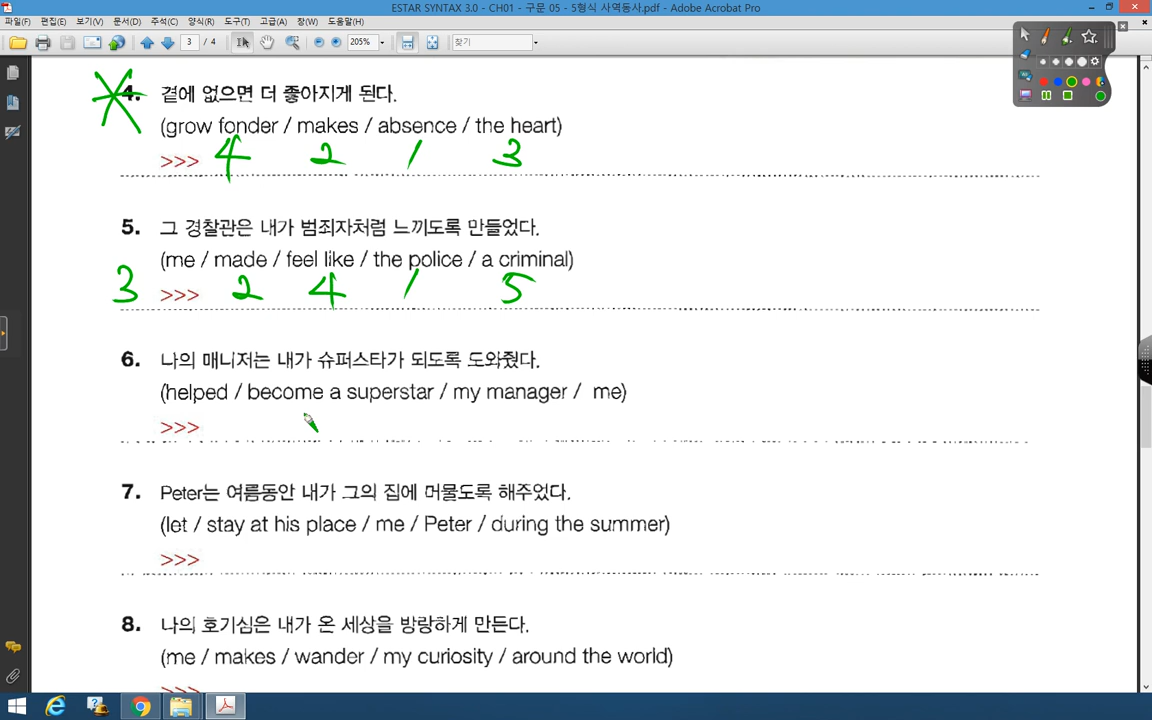 ESTAR SYNTAX 3.0 - CH01 - 구문 05 - 5형식 사역동사.pdf - Adobe Acrobat Pro
파일(F) 편집(E) 보기(V) 문서(D) 주석(C) 양식(R) 도구(T) 고급(A) 창(W) 도움말(H)
3 / 4 205% 찾기
4. 곁에 없으면 더 좋아지게 된다.
(grow fonder / makes / absence / the heart)
>>> 4 2 1 3
5. 그 경찰관은 내가 범죄자처럼 느끼도록 만들었다.
(me / made / feel like / the police / a criminal)
3 >>> 2 4 1 5
6. 나의 매니저는 내가 슈퍼스타가 되도록 도와줬다.
(helped / become a superstar / my manager / me)
>>>
7. Peter는 여름동안 내가 그의 집에 머물도록 해주었다.
(let / stay at his place / me / Peter / during the summer)
>>>
8. 나의 호기심은 내가 온 세상을 방랑하게 만든다.
(me / makes / wander / my curiosity / around the world)
>>>